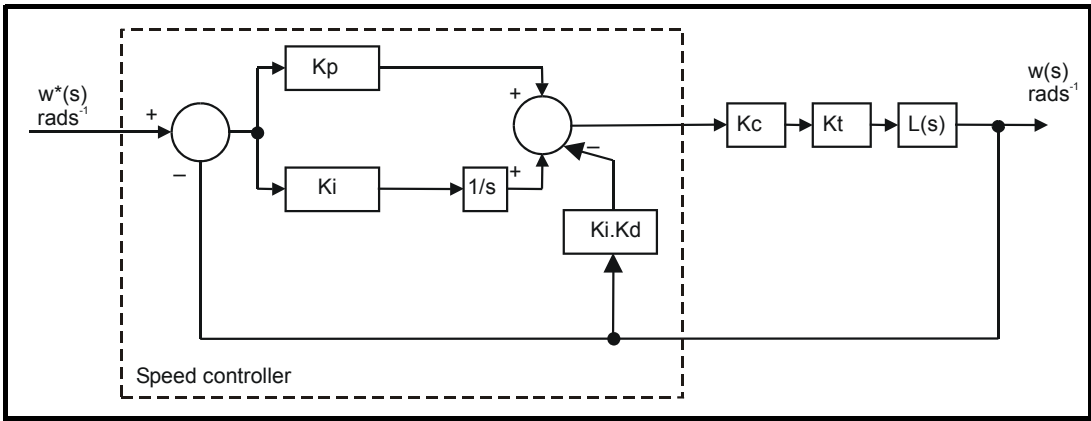 w*(s)
rads⁻¹
+
−
Kp
Ki
1/s
+
+
−
Ki.Kd
Kc
Kt
L(s)
w(s)
rads⁻¹
Speed controller